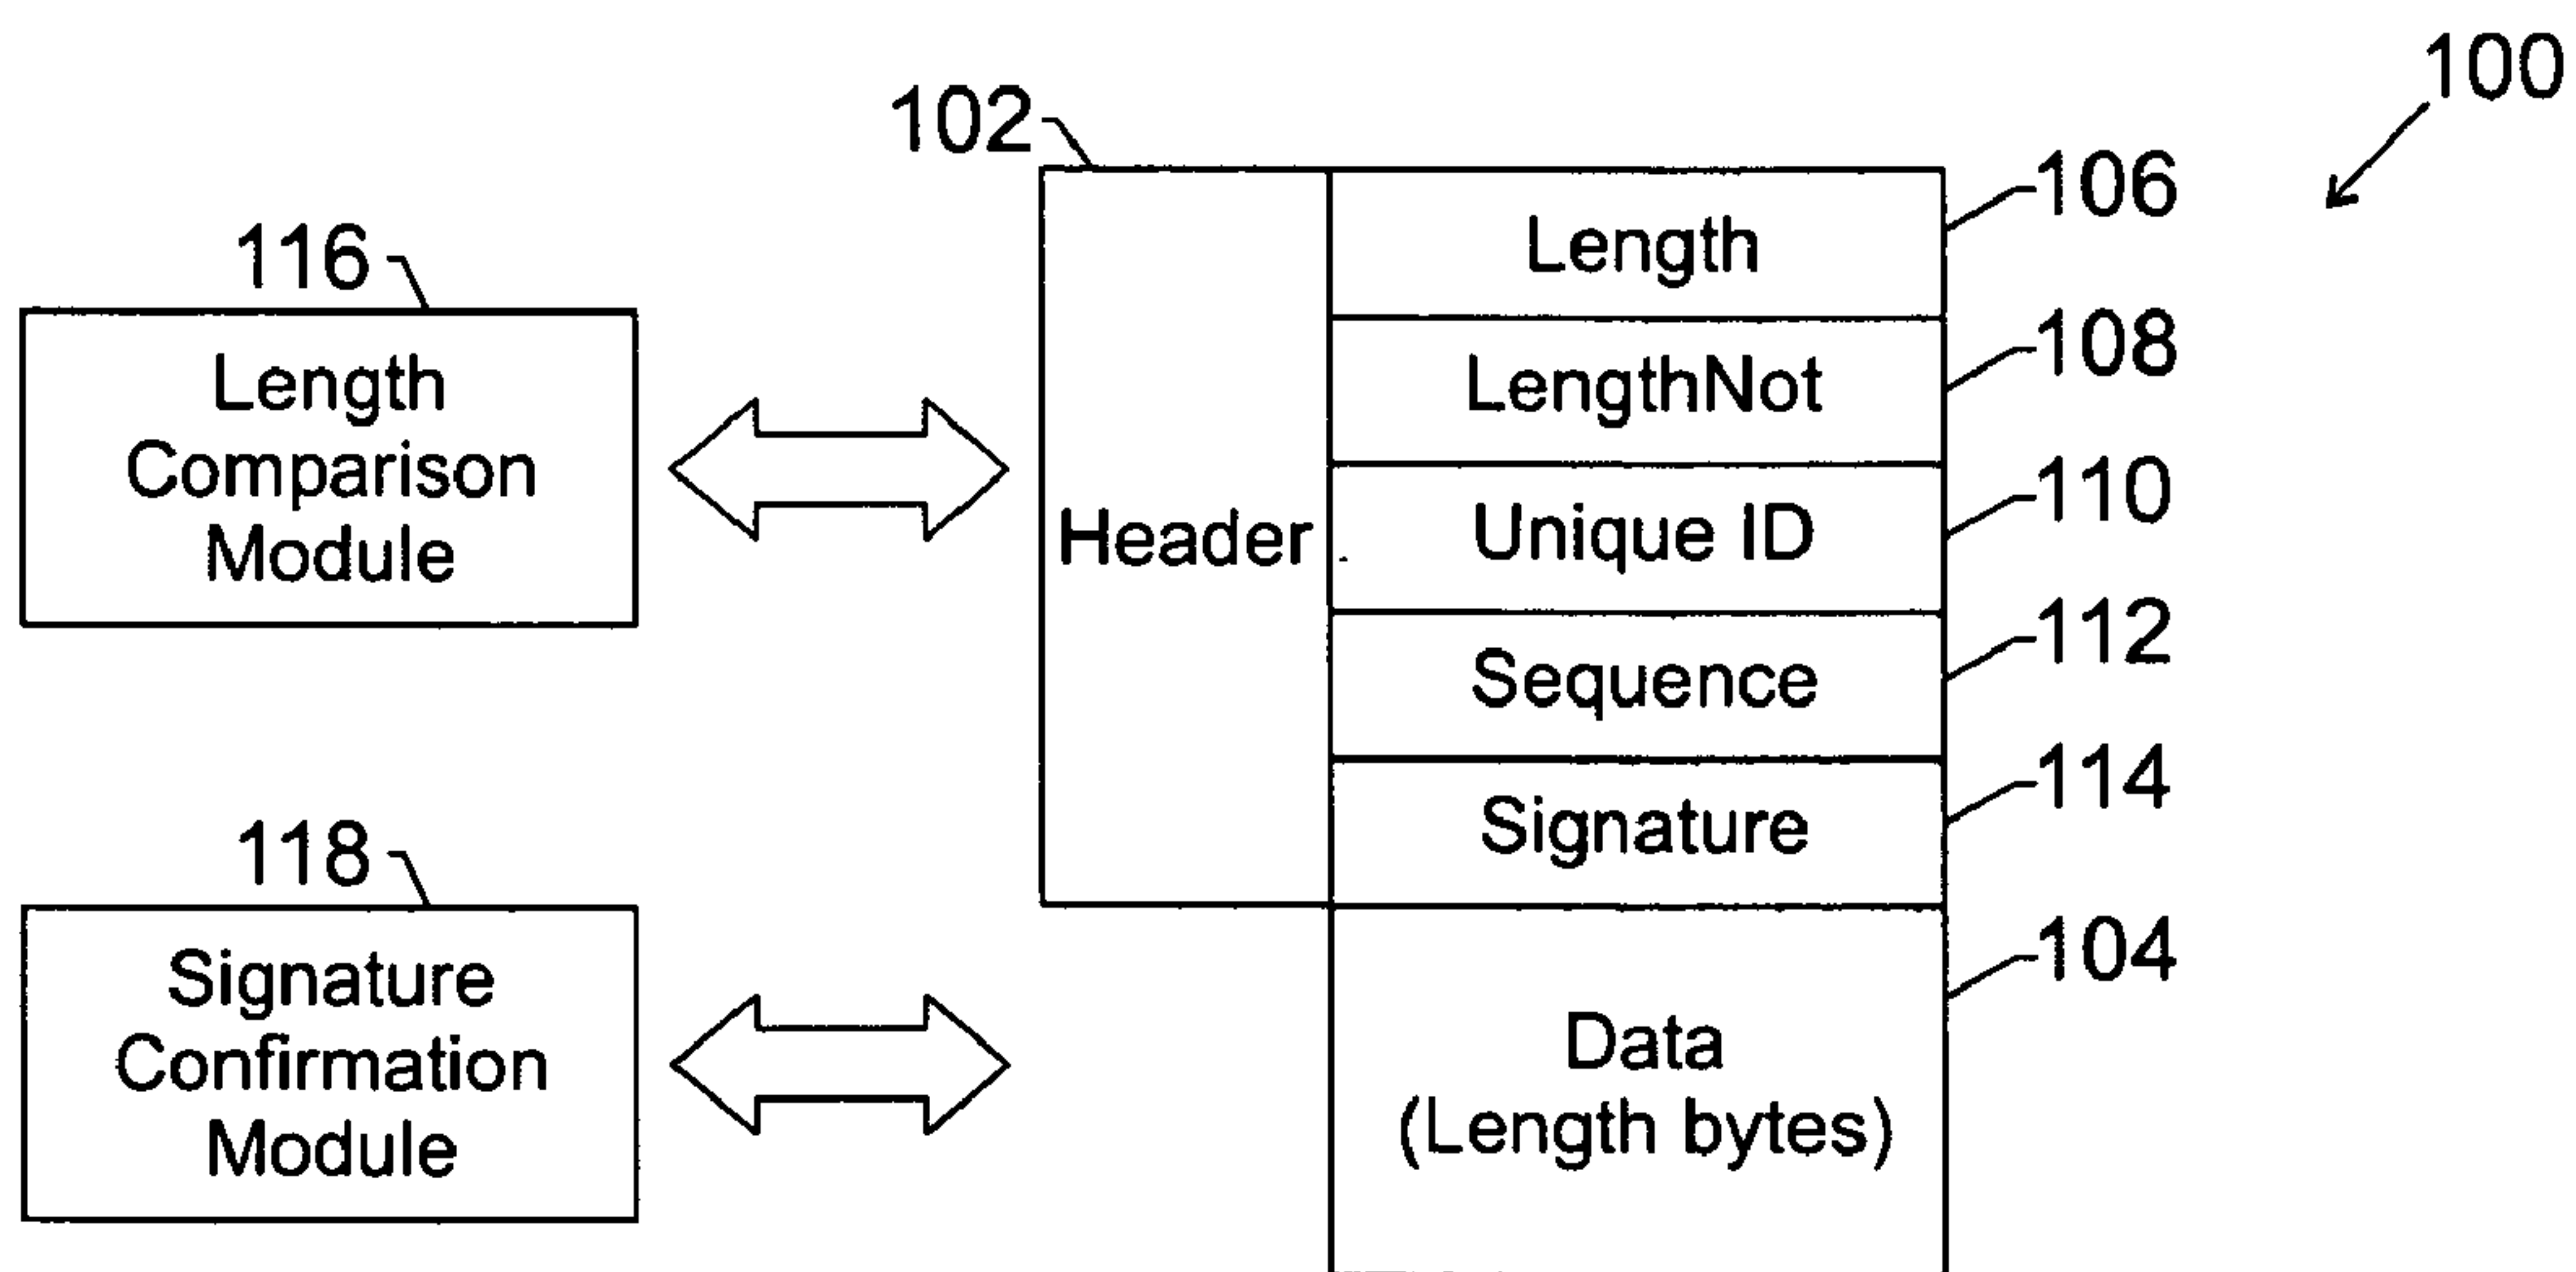 100
102
106
Length
116
108
Length
Comparison
Module
LengthNot
110
Header
Unique ID
112
Sequence
114
Signature
118
104
Signature
Confirmation
Module
Data
(Length bytes)